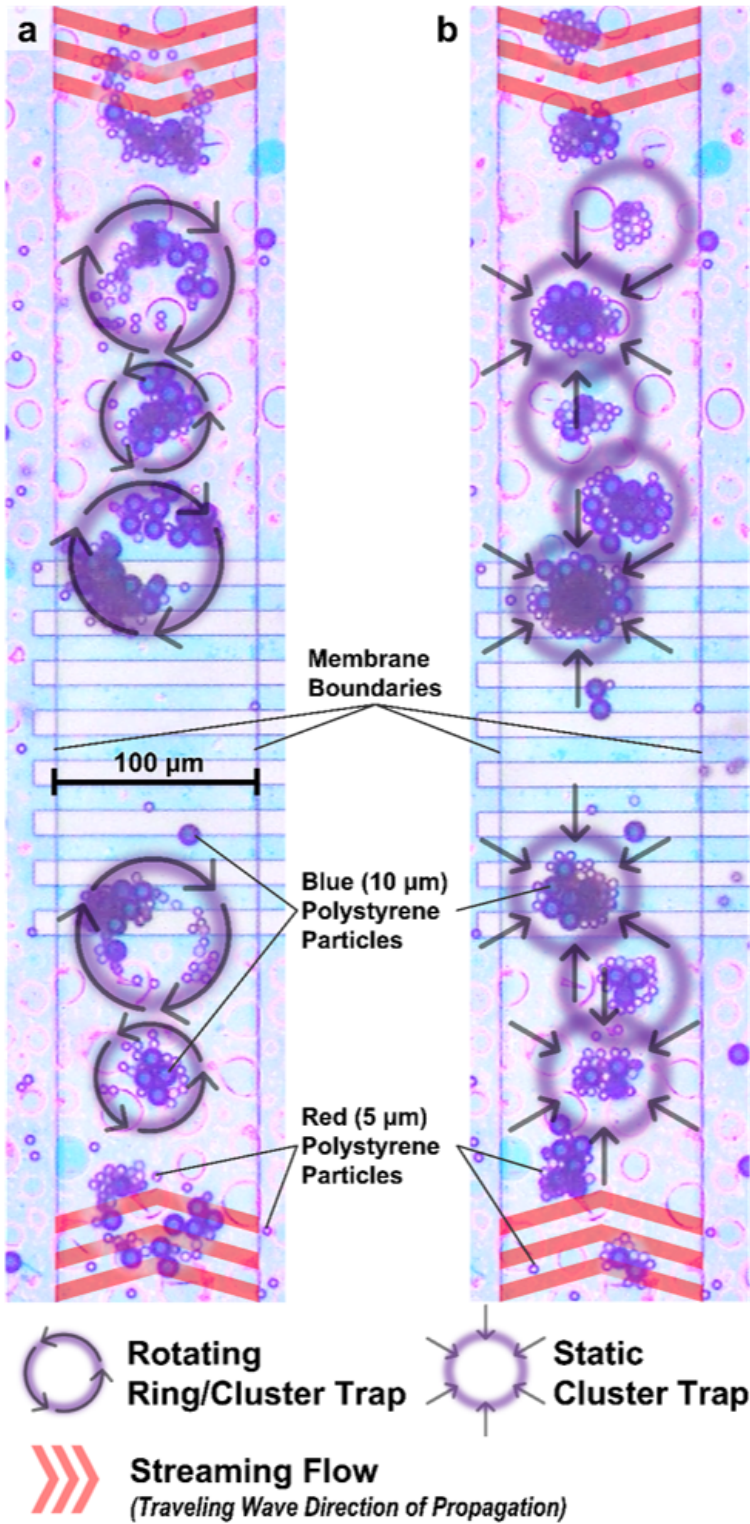 a
b
Membrane
Boundaries
100 μm
Blue (10 μm)
Polystyrene
Particles
Red (5 μm)
Polystyrene
Particles
Rotating
Ring/Cluster Trap
Static
Cluster Trap
Streaming Flow
(Traveling Wave Direction of Propagation)